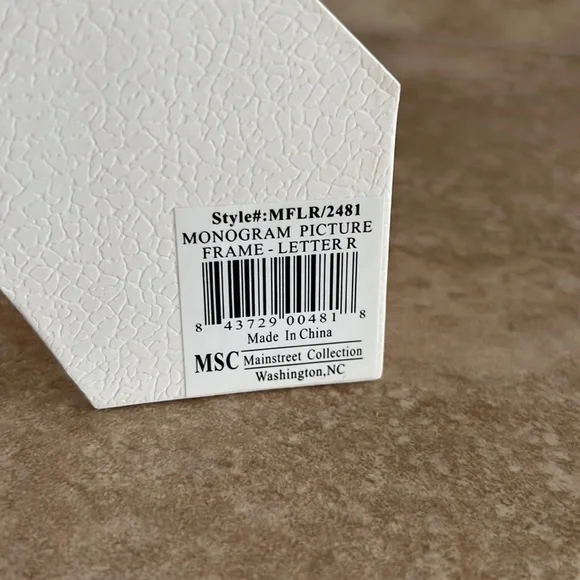 Style#:MFLR/2481
MONOGRAM PICTURE
FRAME - LETTER R
8 43729 00481 8
Made In China
MSC Mainstreet Collection
Washington,NC